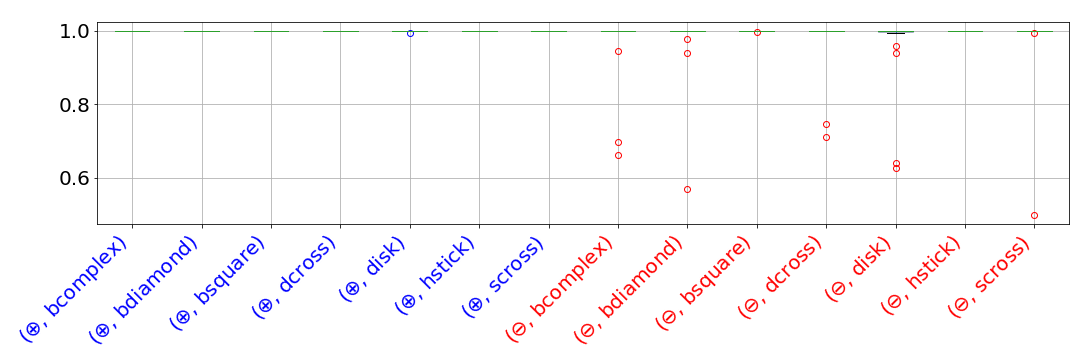 1.0
0.8
0.6
(⊕, bcomplex)
(⊕, bdiamond)
(⊕, bsquare)
(⊕, dcross)
(⊕, disk)
(⊕, hstick)
(⊕, scross)
(⊖, bcomplex)
(⊖, bdiamond)
(⊖, bsquare)
(⊖, dcross)
(⊖, disk)
(⊖, hstick)
(⊖, scross)